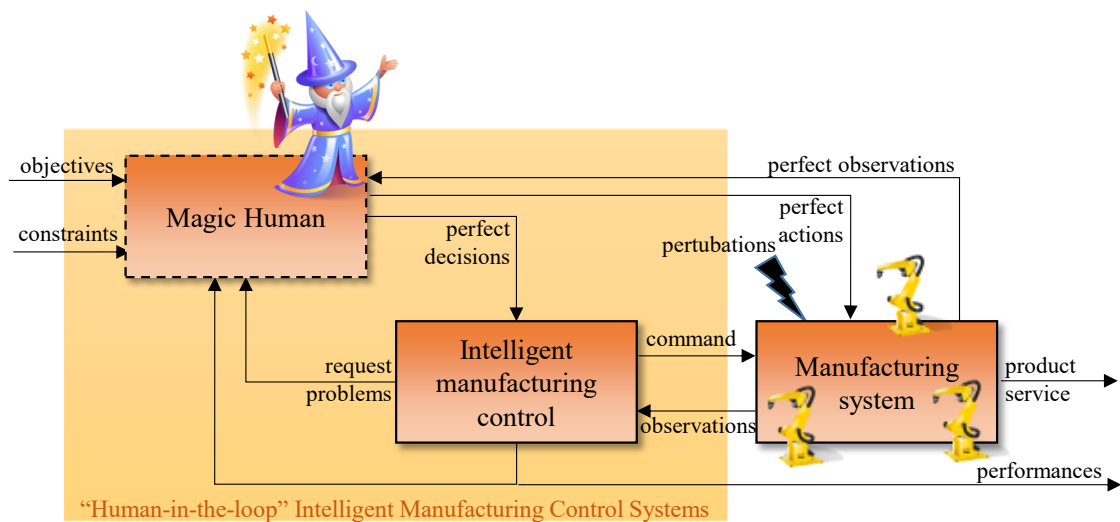 objectives
constraints
Magic Human
perfect observations
perfect
actions
perfect
decisions
pertubations
request
problems
Intelligent
manufacturing
control
command
observations
Manufacturing
system
product
service
performances
“Human-in-the-loop” Intelligent Manufacturing Control Systems